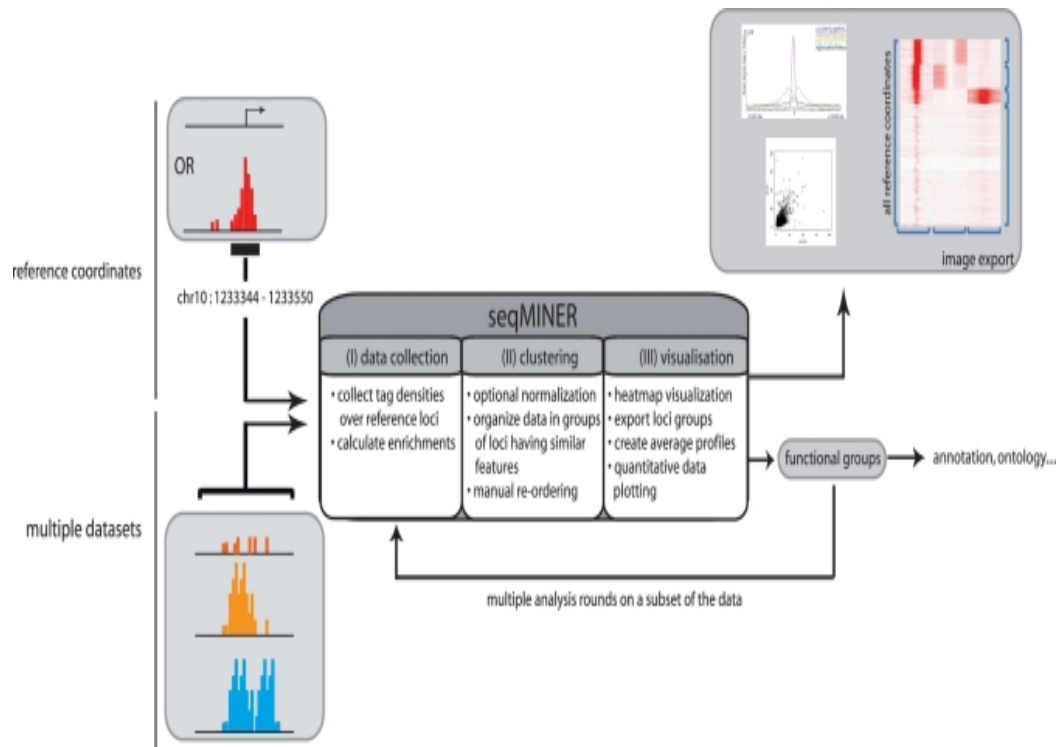 OR
reference coordinates
chr10 : 1233344 - 1233550
multiple datasets
seqMINER
(I) data collection
• collect tag densities
over reference loci
• calculate enrichments
(II) clustering
• optional normalization
• organize data in groups
of loci having similar
features
• manual re-ordering
(III) visualisation
• heatmap visualization
• export loci groups
• create average profiles
• quantitative data
plotting
all reference coordinates
image export
functional groups
annotation, ontology...
multiple analysis rounds on a subset of the data